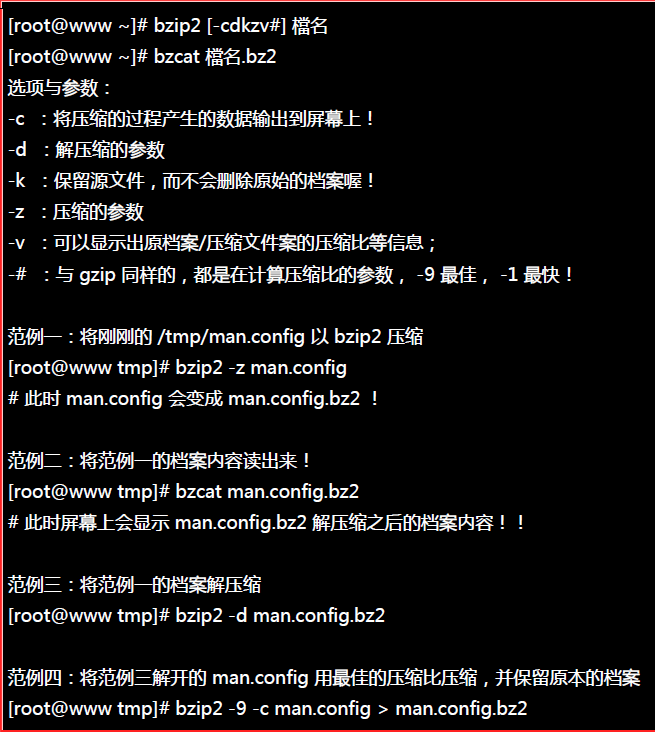 [root@www ~]# bzip2 [-cdkzv#] 檔名
[root@www ~]# bzcat 檔名.bz2
选项与参数：
-c ：将压缩的过程产生的数据输出到屏幕上！
-d ：解压缩的参数
-k ：保留源文件，而不会删除原始的档案喔！
-z ：压缩的参数
-v ：可以显示出原档案/压缩文件案的压缩比等信息；
-# ：与 gzip 同样的，都是在计算压缩比的参数， -9 最佳， -1 最快！
范例一：将刚刚的 /tmp/man.config 以 bzip2 压缩
[root@www tmp]# bzip2 -z man.config
# 此时 man.config 会变成 man.config.bz2 ！
范例二：将范例一的档案内容读出来！
[root@www tmp]# bzcat man.config.bz2
# 此时屏幕上会显示 man.config.bz2 解压缩之后的档案内容！！
范例三：将范例一的档案解压缩
[root@www tmp]# bzip2 -d man.config.bz2
范例四：将范例三解开的 man.config 用最佳的压缩比压缩，并保留原本的档案
[root@www tmp]# bzip2 -9 -c man.config > man.config.bz2